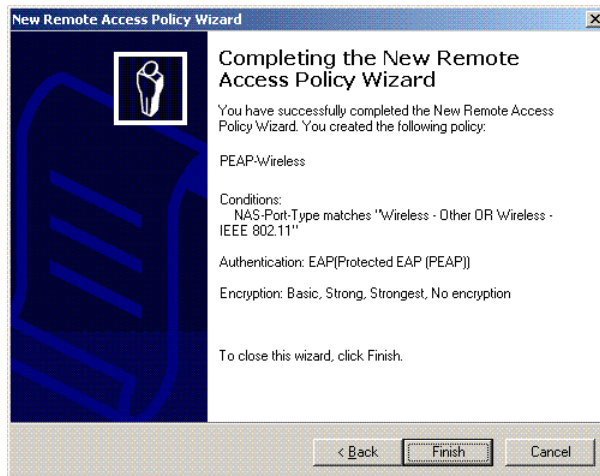 New Remote Access Policy Wizard
Completing the New Remote
Access Policy Wizard
You have successfully completed the New Remote Access
Policy Wizard. You created the following policy:
PEAP-Wireless
Conditions:
NAS-Port-Type matches "Wireless - Other OR Wireless -
IEEE 802.11"
Authentication: EAP(Protected EAP (PEAP))
Encryption: Basic, Strong, Strongest, No encryption
To close this wizard, click Finish.
< Back
Finish
Cancel